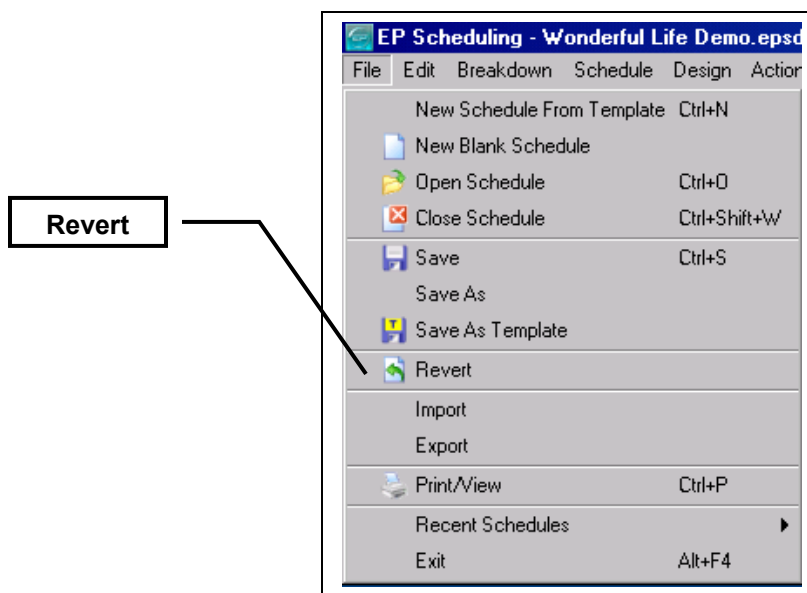 EP Scheduling - Wonderful Life Demo.epsd
File Edit Breakdown Schedule Design Action
New Schedule From Template Ctrl+N
New Blank Schedule
Open Schedule Ctrl+O
Close Schedule Ctrl+Shift+W
Revert
Save Ctrl+S
Save As
T Save As Template
Revert
Import
Export
Print/View Ctrl+P
Recent Schedules
Exit Alt+F4